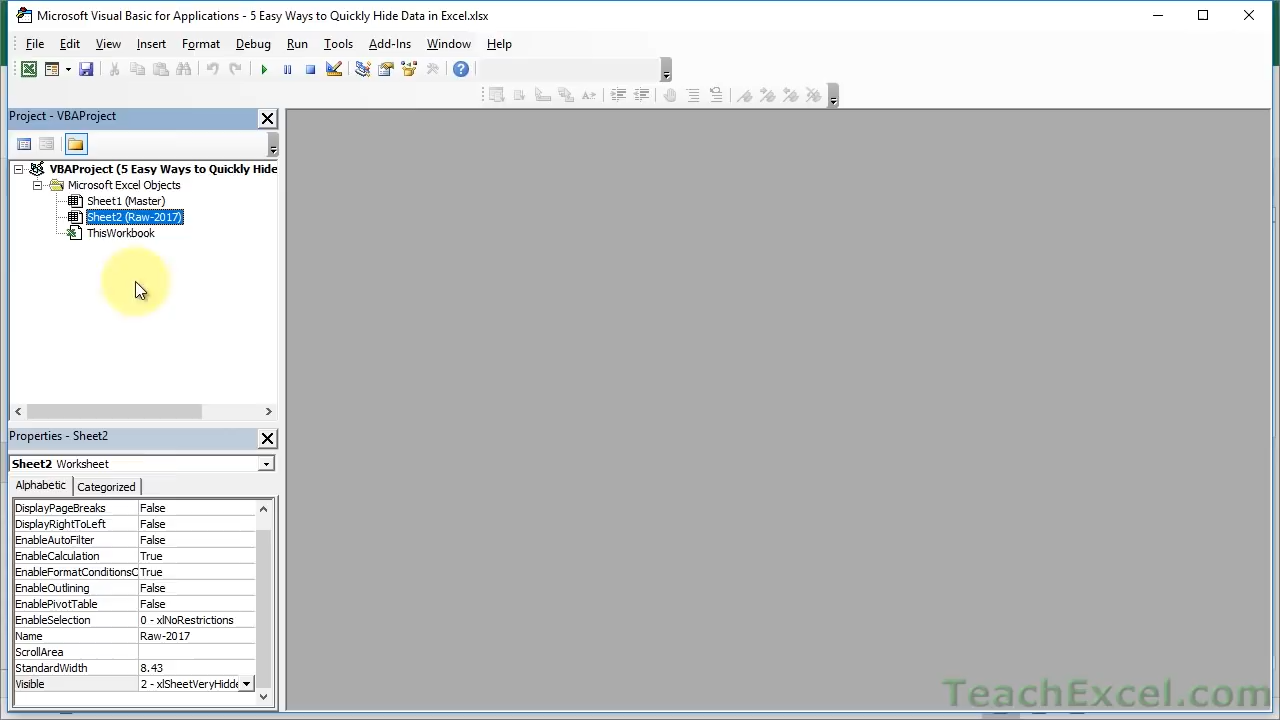 Microsoft Visual Basic for Applications - 5 Easy Ways to Quickly Hide Data in Excel.xlsx
File Edit View Insert Format Debug Run Tools Add-Ins Window Help
Project - VBAProject
VBAProject (5 Easy Ways to Quickly Hide
Microsoft Excel Objects
Sheet1 (Master)
Sheet2 (Raw-2017)
ThisWorkbook
Properties - Sheet2
Sheet2 Worksheet
Alphabetic Categorized
DisplayPageBreaks False
DisplayRightToLeft False
EnableAutoFilter False
EnableCalculation True
EnableFormatConditionsC True
EnableOutlining False
EnablePivotTable False
EnableSelection 0 - xlNoRestrictions
Name Raw-2017
ScrollArea
StandardWidth 8.43
Visible 2 - xlSheetVeryHidde
TeachExcel.com